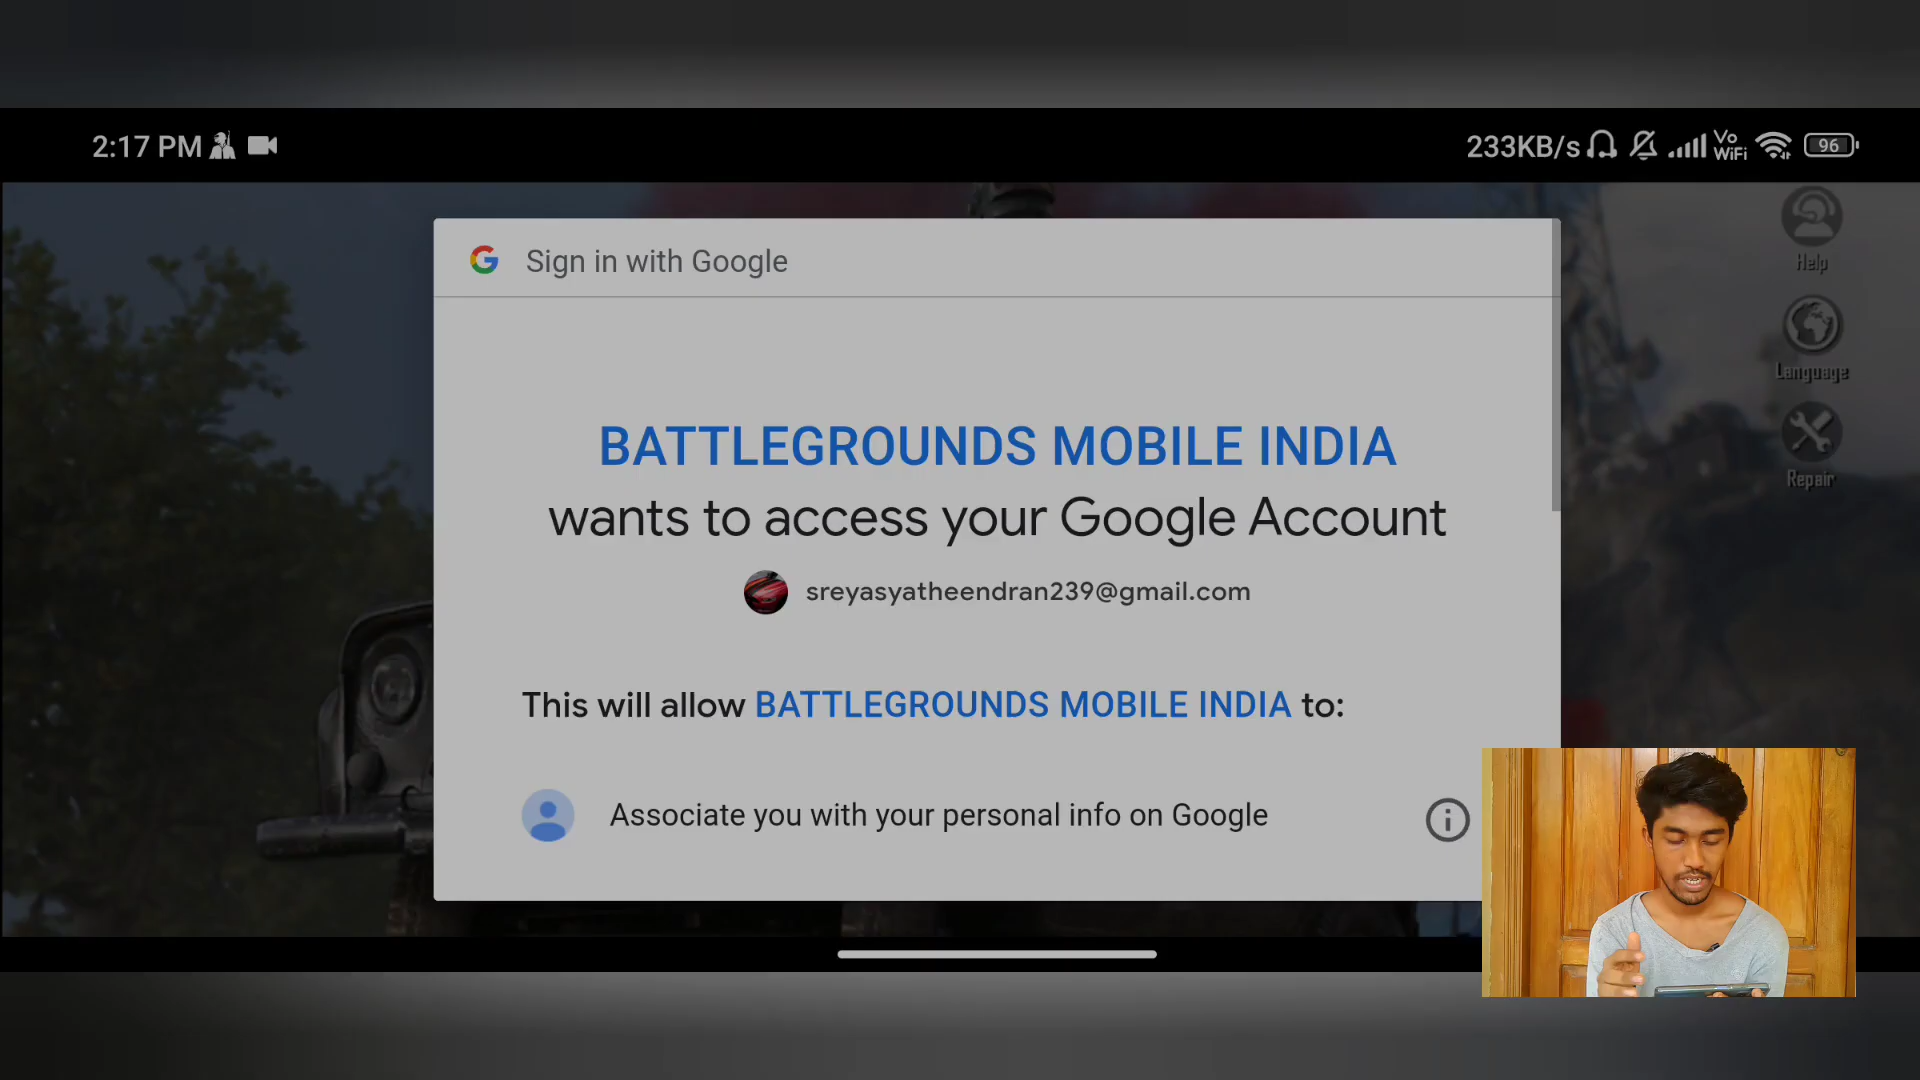 2:17 PM
233KB/s Vo WiFi 96
Sign in with Google
Help
BATTLEGROUNDS MOBILE INDIA
wants to access your Google Account
sreyasyatheendran239@gmail.com
Language
Repair
This will allow BATTLEGROUNDS MOBILE INDIA to:
Associate you with your personal info on Google